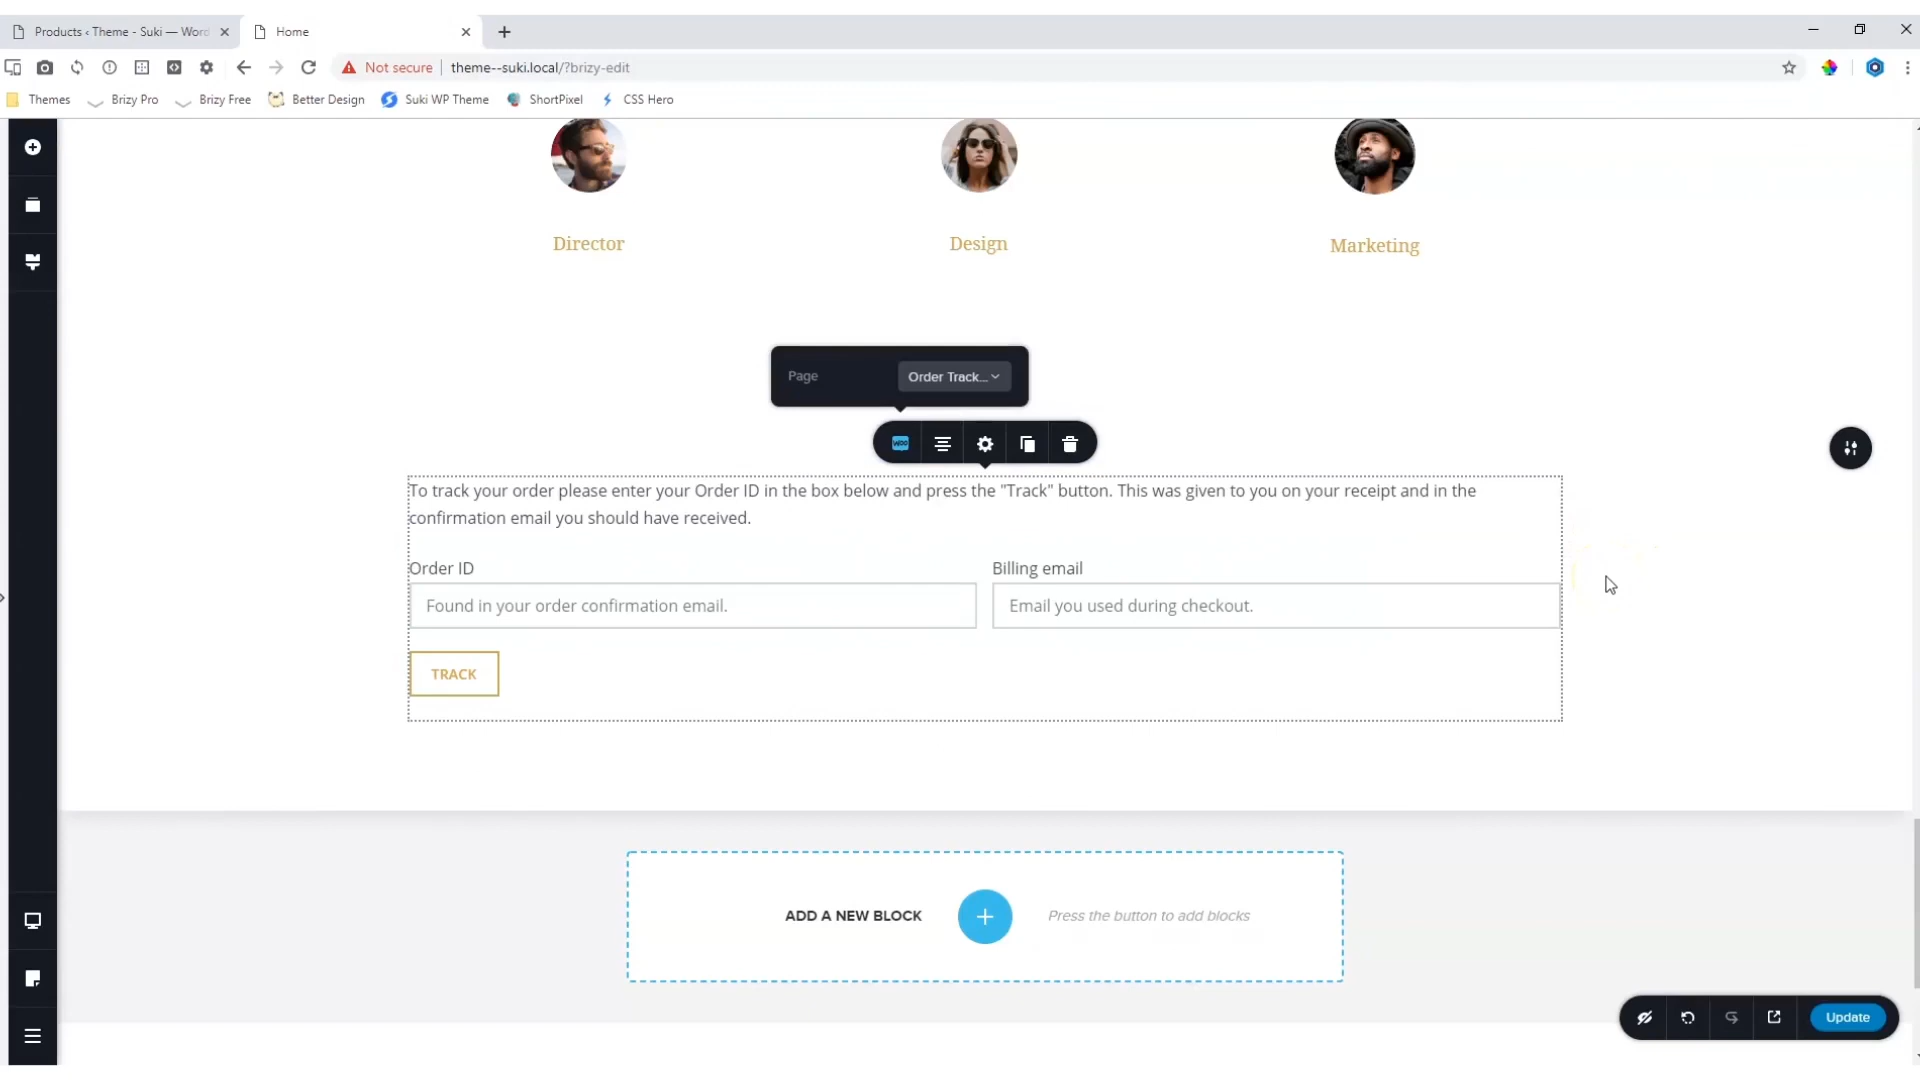 Products ‹ Theme - Suki — Word
Home
Not secure
theme--suki.local/?brizy-edit
Themes
Brizy Pro
Brizy Free
Better Design
Suki WP Theme
ShortPixel
CSS Hero
Director
Design
Marketing
Page
Order Track...
WOO
To track your order please enter your Order ID in the box below and press the "Track" button. This was given to you on your receipt and in the
confirmation email you should have received.
Order ID
Billing email
Found in your order confirmation email.
Email you used during checkout.
TRACK
ADD A NEW BLOCK
Press the button to add blocks
Update